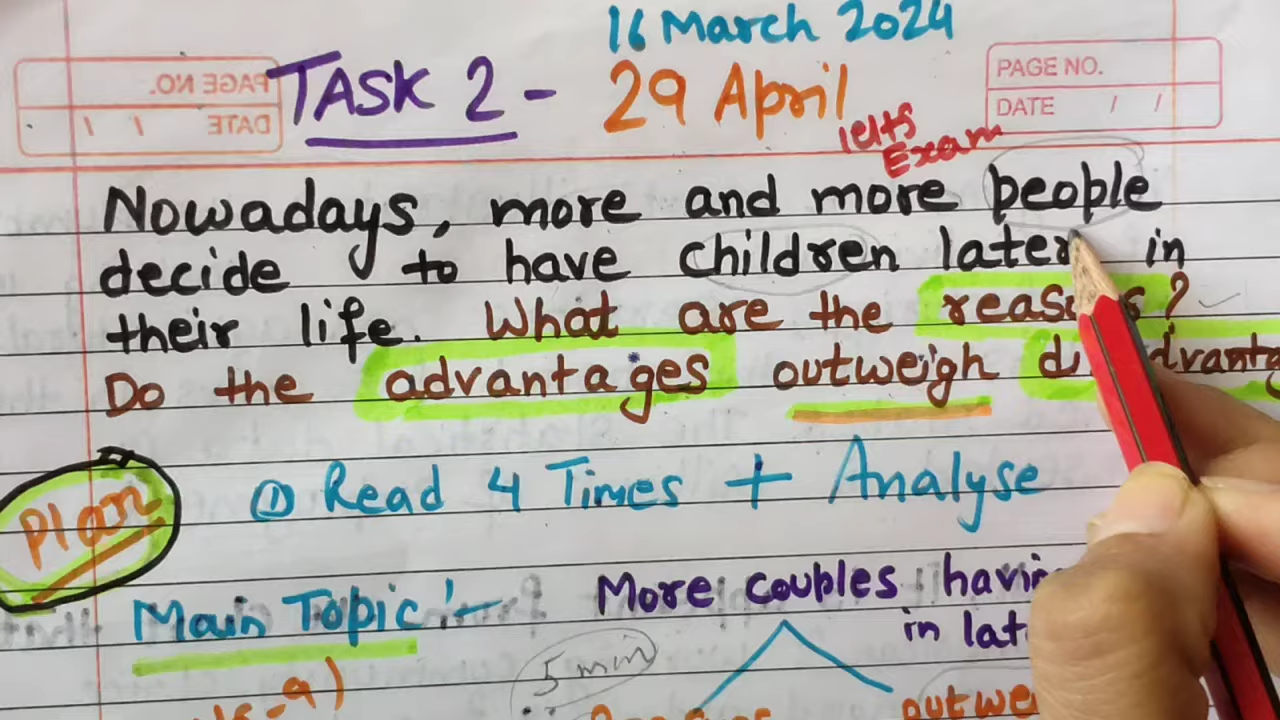 16 March 2024
TASK 2 - 29 April
PAGE NO.
DATE / /
PAGE NO.
DATE / /
Ielts
Exam
Nowadays, more and more people
decide to have children later in
their life. What are the reasons?
Do the advantages outweigh
Plan
① Read 4 Times + Analyse
Main Topic:- More couples
in
5 min